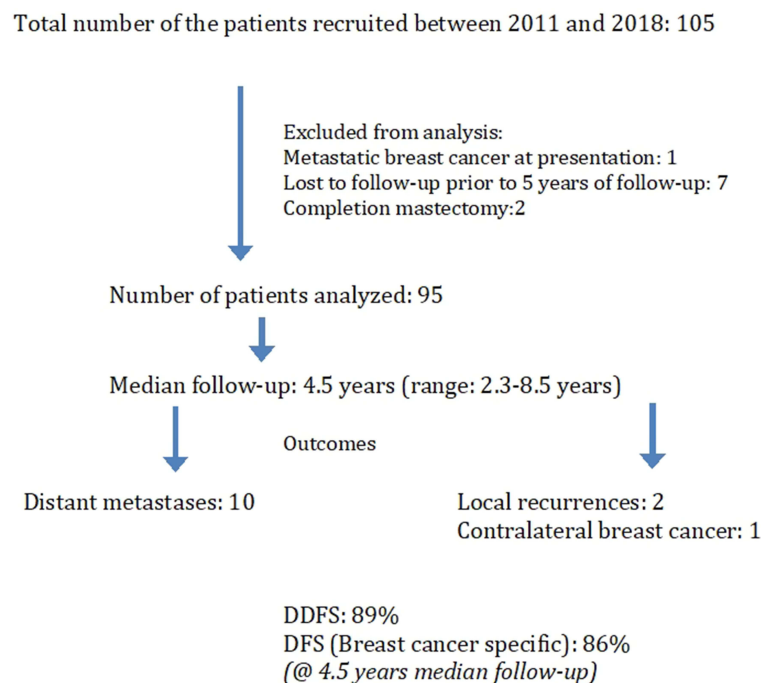 Total number of the patients recruited between 2011 and 2018: 105
Excluded from analysis:
Metastatic breast cancer at presentation: 1
Lost to follow-up prior to 5 years of follow-up: 7
Completion mastectomy:2
Number of patients analyzed: 95
Median follow-up: 4.5 years (range: 2.3-8.5 years)
Outcomes
Distant metastases: 10
Local recurrences: 2
Contralateral breast cancer: 1
DDFS: 89%
DFS (Breast cancer specific): 86%
(@ 4.5 years median follow-up)